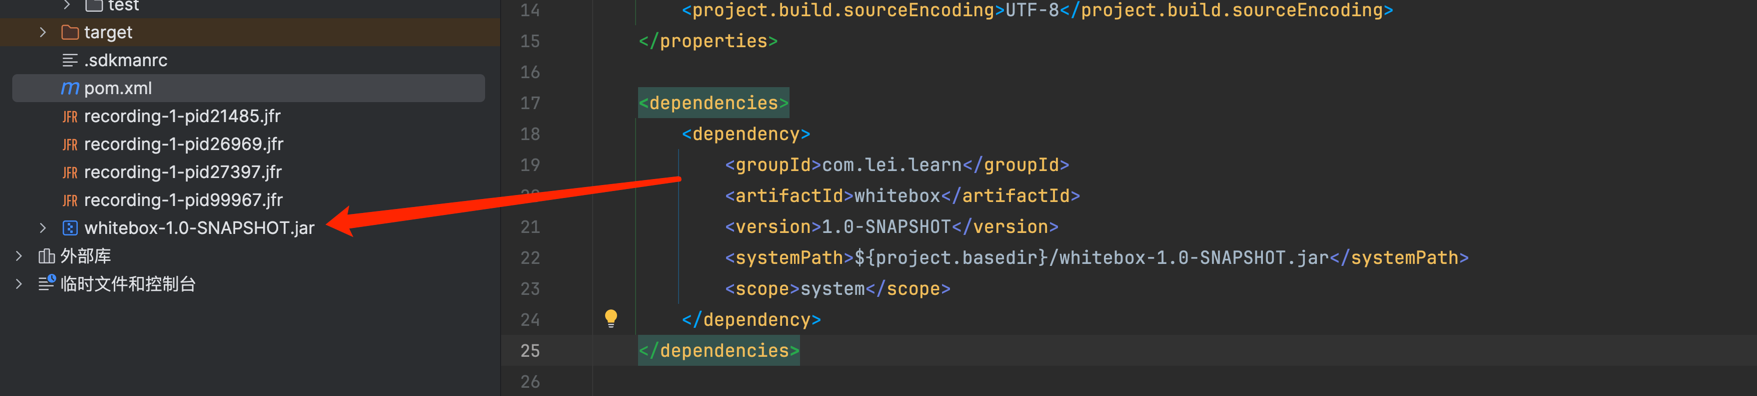 test
target
.sdkmanrc
m pom.xml
JFR recording-1-pid21485.jfr
JFR recording-1-pid26969.jfr
JFR recording-1-pid27397.jfr
JFR recording-1-pid99967.jfr
whitebox-1.0-SNAPSHOT.jar
外部库
临时文件和控制台
14 <project.build.sourceEncoding>UTF-8</project.build.sourceEncoding>
15 </properties>
16
17 <dependencies>
18 <dependency>
19 <groupId>com.lei.learn</groupId>
<artifactId>whitebox</artifactId>
21 <version>1.0-SNAPSHOT</version>
22 <systemPath>${project.basedir}/whitebox-1.0-SNAPSHOT.jar</systemPath>
23 <scope>system</scope>
24 </dependency>
25 </dependencies>
26